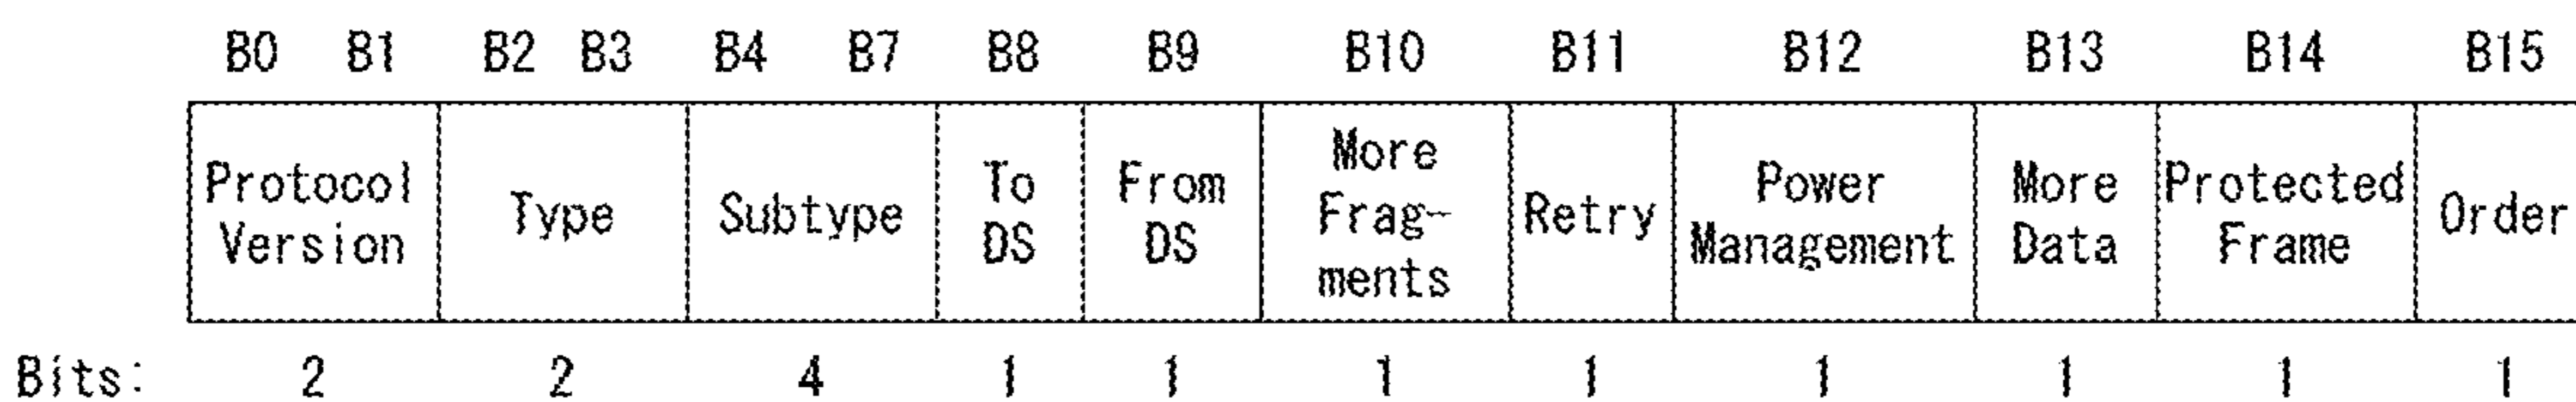 B0 B1 B2 B3 B4 B7 B8 B9 B10 B11 B12 B13 B14 B15
Protocol Version Type Subtype To DS From DS More Frag- ments Retry Power Management More Data Protected Frame Order
Bits: 2 2 4 1 1 1 1 1 1 1 1